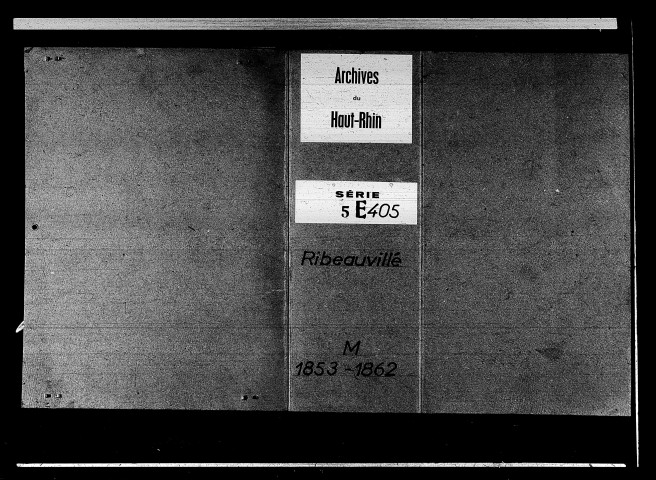 Archives
du
Haut-Rhin
SÉRIE
5 E 405
Ribeauvillé
M
1853 - 1862